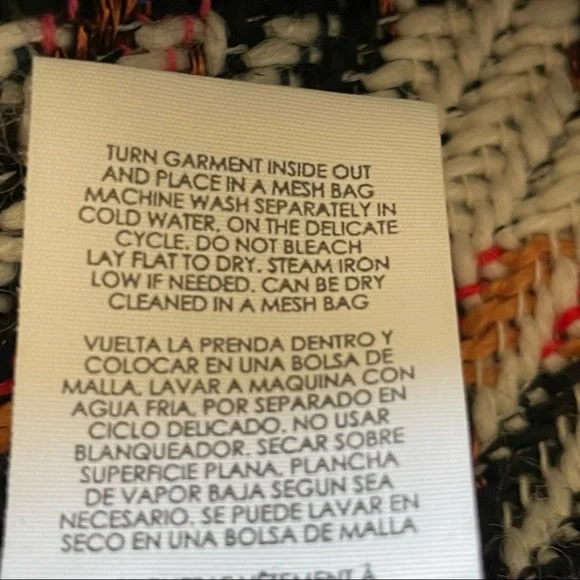 TURN GARMENT INSIDE OUT
AND PLACE IN A MESH BAG
MACHINE WASH SEPARATELY IN
COLD WATER, ON THE DELICATE
CYCLE. DO NOT BLEACH
LAY FLAT TO DRY. STEAM IRON
LOW IF NEEDED. CAN BE DRY
CLEANED IN A MESH BAG
VUELTA LA PRENDA DENTRO Y
COLOCAR EN UNA BOLSA DE
MALLA. LAVAR A MAQUINA CON
AGUA FRIA, POR SEPARADO EN
CICLO DELICADO. NO USAR
BLANQUEADOR. SECAR SOBRE
SUPERFICIE PLANA. PLANCHA
DE VAPOR BAJA SEGUN SEA
NECESARIO. SE PUEDE LAVAR EN
SECO EN UNA BOLSA DE MALLA
VÊTEMENT À